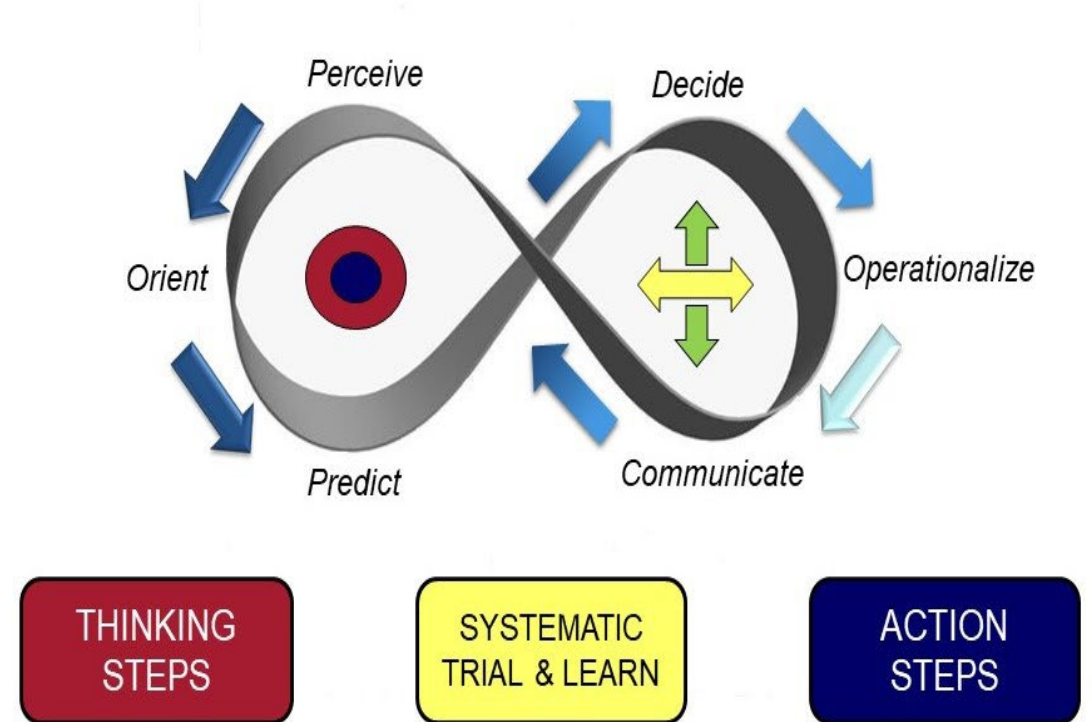 Perceive
Decide
Orient
Operationalize
Predict
Communicate
THINKING
STEPS
SYSTEMATIC
TRIAL & LEARN
ACTION
STEPS